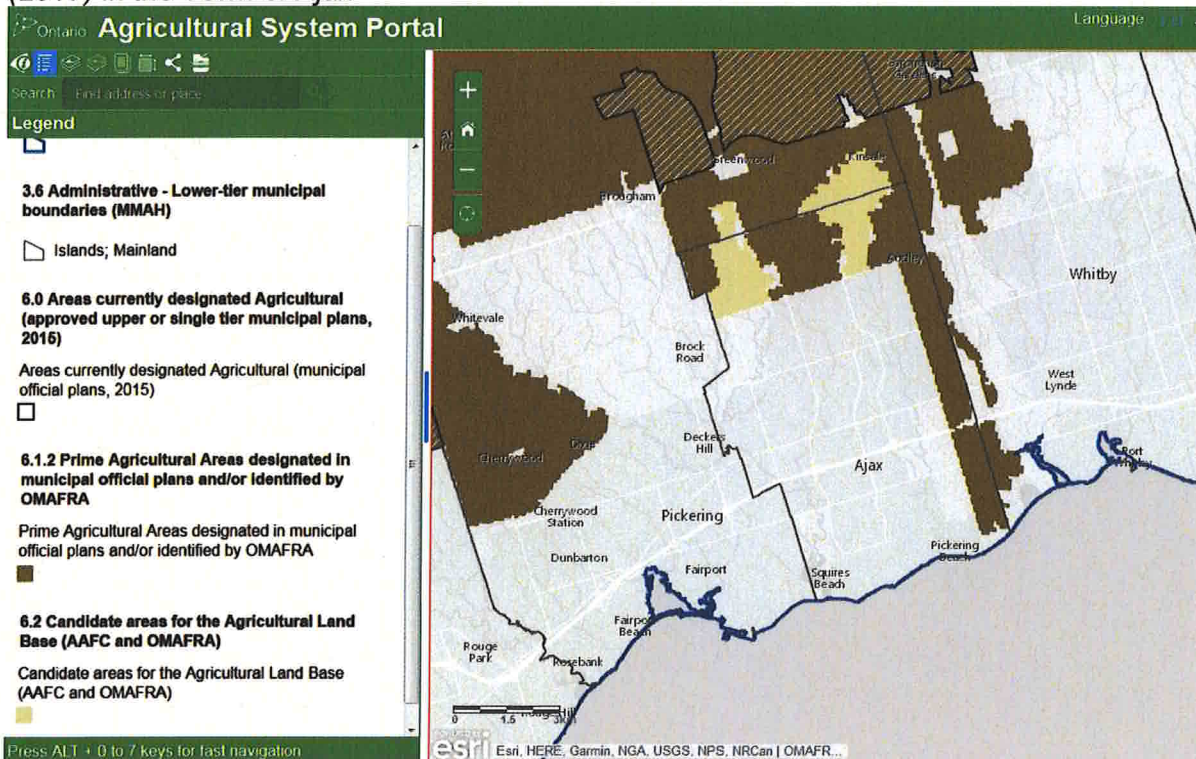 Ontario Agricultural System Portal
Language
Search Find address or place
Legend
3.6 Administrative - Lower-tier municipal
boundaries (MMAH)
Islands; Mainland
6.0 Areas currently designated Agricultural
(approved upper or single tier municipal plans,
2015)
Areas currently designated Agricultural (municipal
official plans, 2015)
6.1.2 Prime Agricultural Areas designated in
municipal official plans and/or identified by
OMAFRA
Prime Agricultural Areas designated in municipal
official plans and/or identified by OMAFRA
6.2 Candidate areas for the Agricultural Land
Base (AAFC and OMAFRA)
Candidate areas for the Agricultural Land Base
(AAFC and OMAFRA)
Press ALT + 0 to 7 keys for fast navigation
Greenwood
Kinsale
Brougham
Audley
Whitby
Whitevale
Brock
Road
West
Lynde
Deckers
Hill
Cherrywood
Ajax
Port
Whitby
Cherrywood
Station
Pickering
Dunbarton
Pickering
Beach
Fairport
Squires
Beach
Fairport
Beach
Rouge
Park
Rosebank
0 1.5 3km
esri
Esri, HERE, Garmin, NGA, USGS, NPS, NRCan | OMAFR...